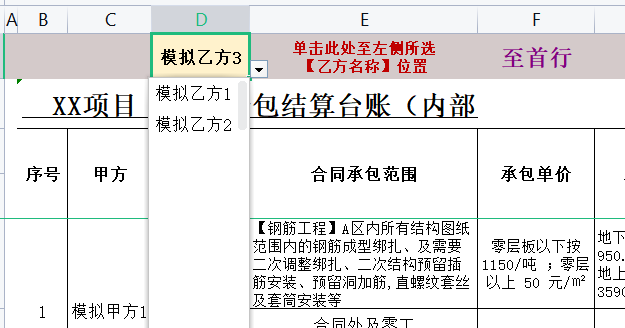 A B C D E F
模拟乙方3 单击此处至左侧所选 至首行
【乙方名称】位置
模拟乙方1
XX项目 包结算台账（内部
模拟乙方2
序号 甲方 合同承包范围 承包单价
【钢筋工程】A区内所有结构图纸
范围内的钢筋成型绑扎、及需要
二次调整绑扎、二次结构预留插
筋安装、预留洞加筋,直螺纹套丝
及套筒安装等
零层板以下按
1150/吨 ；零层
以上 50 元/㎡
地下
950.
地上
3590
1 模拟甲方1
合同外及零工